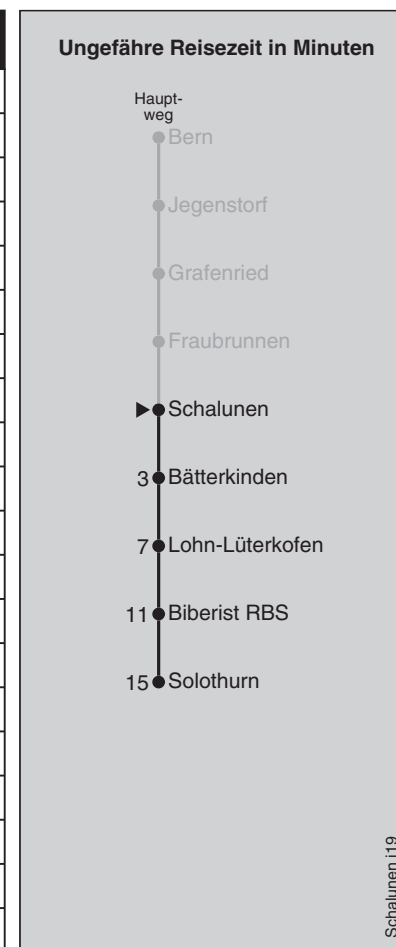 Ungefähre Reisezeit in Minuten
Haupt-
weg
Bern
Jegenstorf
Grafenried
Fraubrunnen
Schalunen
3 Bätterkinden
7 Lohn-Lüterkofen
11 Biberist RBS
15 Solothurn
Schalunen j19